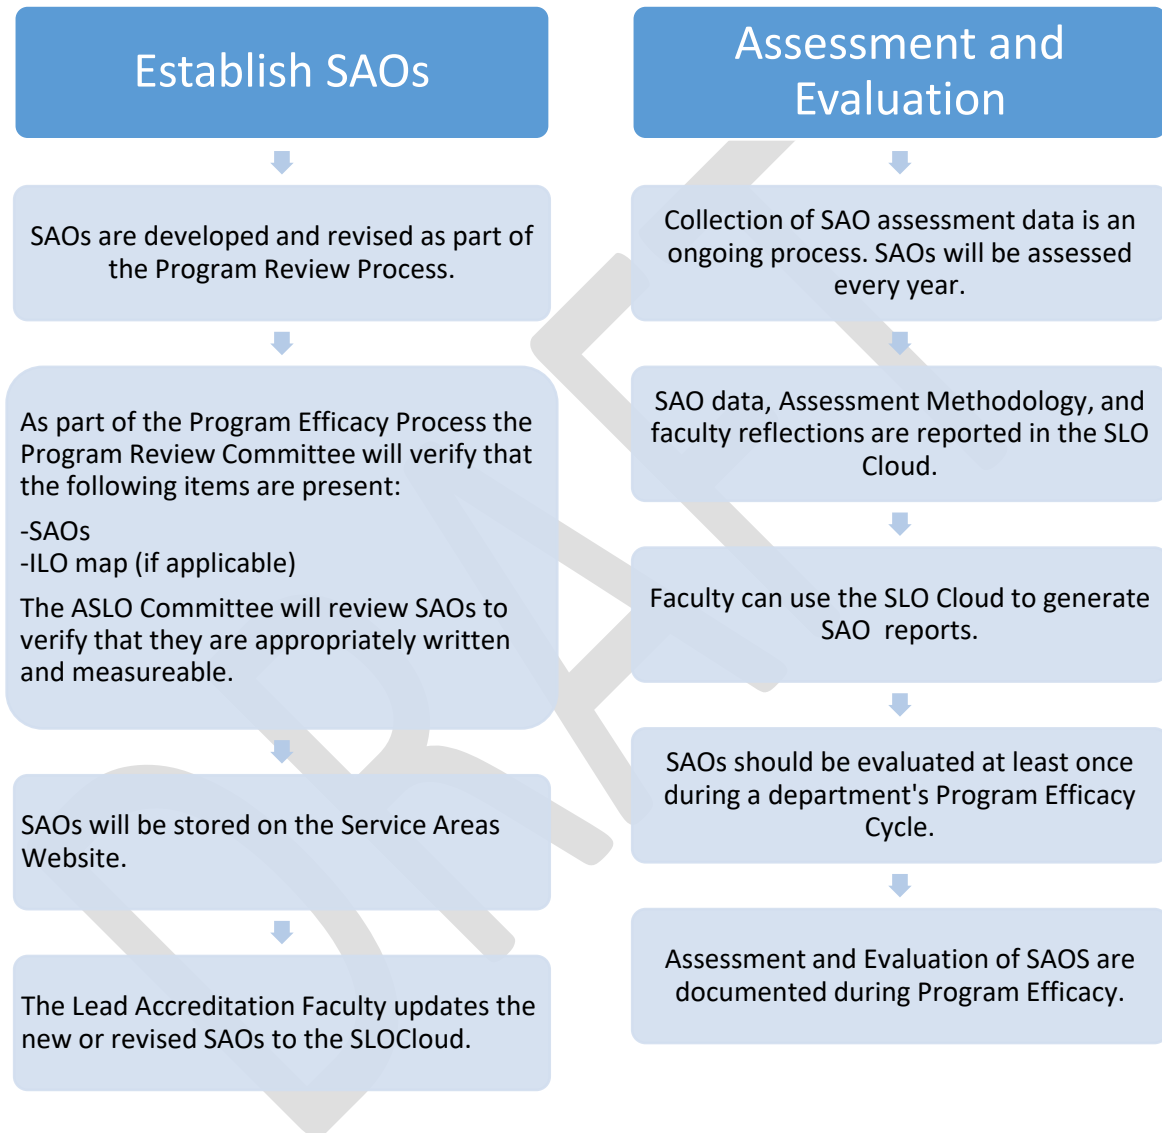 Establish SAOs
SAOs are developed and revised as part of
the Program Review Process.
As part of the Program Efficacy Process the
Program Review Committee will verify that
the following items are present:
-SAOs
-ILO map (if applicable)
The ASLO Committee will review SAOs to
verify that they are appropriately written
and measureable.
SAOs will be stored on the Service Areas
Website.
The Lead Accreditation Faculty updates the
new or revised SAOs to the SLOCloud.
Assessment and
Evaluation
Collection of SAO assessment data is an
ongoing process. SAOs will be assessed
every year.
SAO data, Assessment Methodology, and
faculty reflections are reported in the SLO
Cloud.
Faculty can use the SLO Cloud to generate
SAO  reports.
SAOs should be evaluated at least once
during a department's Program Efficacy
Cycle.
Assessment and Evaluation of SAOS are
documented during Program Efficacy.
DRAFT